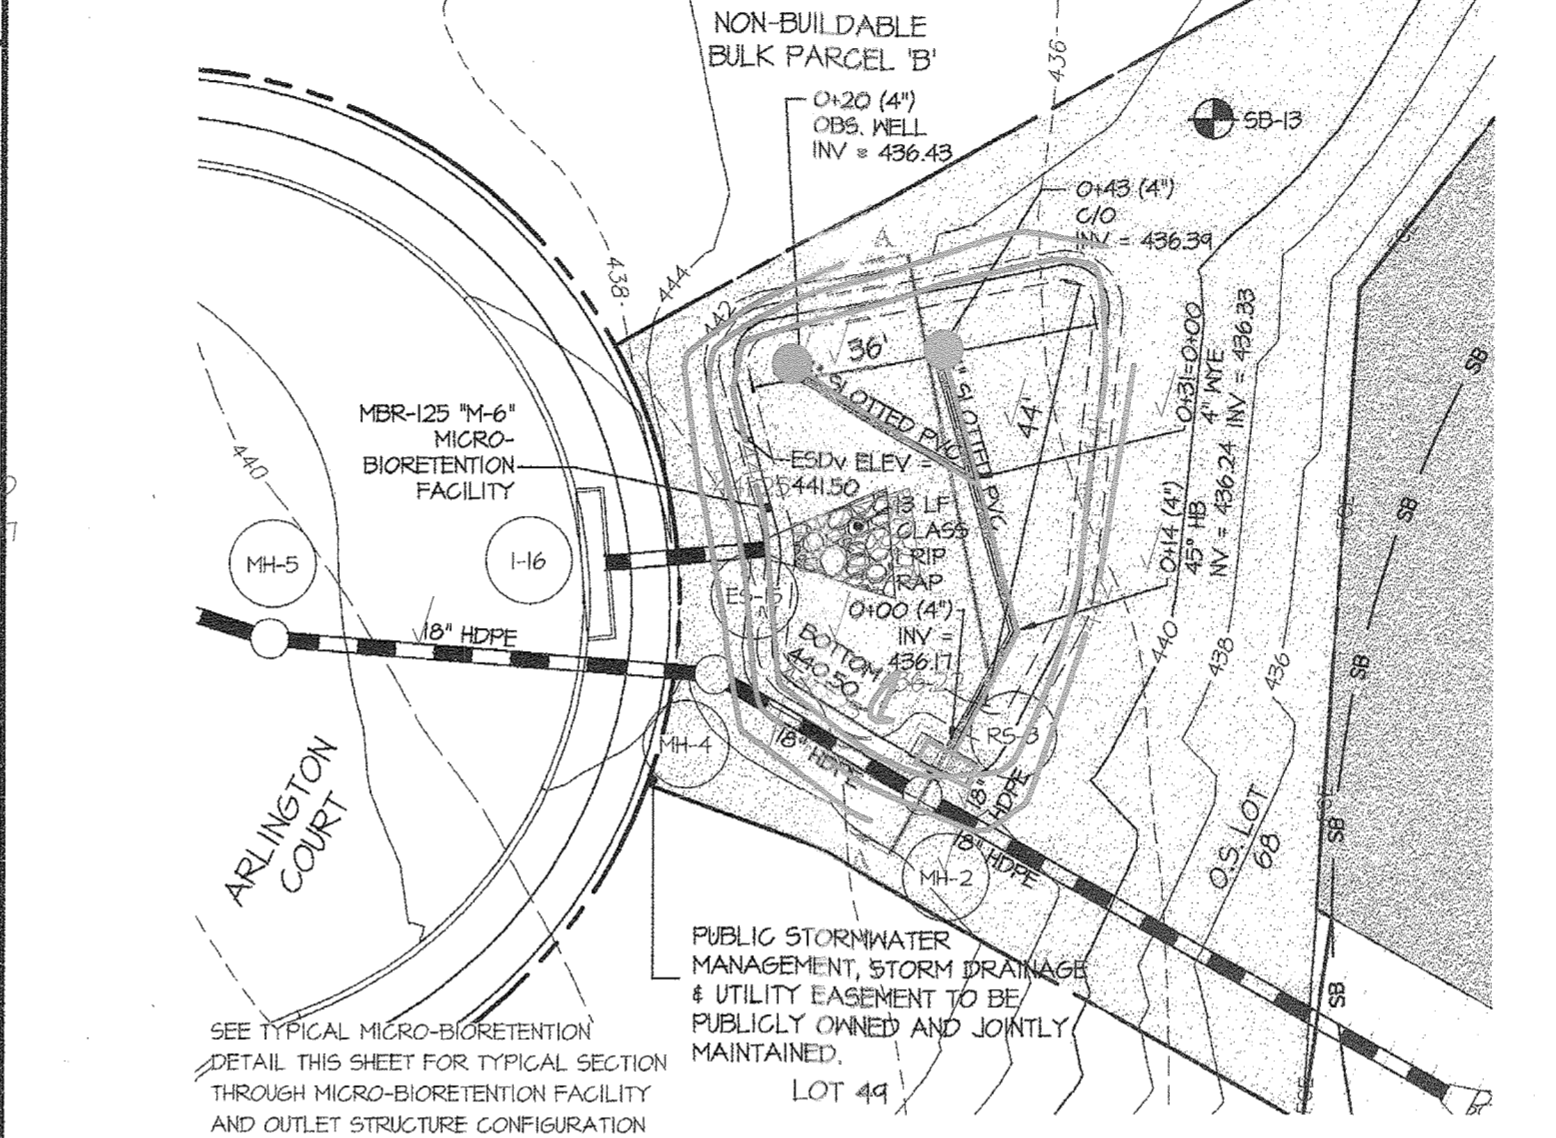 NON-BUILDABLE
BULK PARCEL 'B'
436
0+20 (4")
OBS. WELL
INV = 436.43
SB-13
0+43 (4")
C/O
INV = 436.39
A
438
444
442
36'
44'
0+31=0+00
4" WYE
INV = 436.33
MBR-125 "M-6"
MICRO-
BIORETENTION
FACILITY
440
SLOTTED PVC
SLOTTED PVC
ESDv ELEV =
441.50
13 LF
CLASS
I RIP
RAP
0+14 (4")
45° HB
INV = 436.24
SB
SB
MH-5
I-16
ES-15
0+00 (4")
INV =
436.17
BOTTOM
440.50
18" HDPE
440
438
436
SB
MH-4
RS-3
18" HDPE
18"
HDPE
18" HDPE
MH-2
SB
O.S. LOT
68
ARLINGTON
COURT
PUBLIC STORMWATER
MANAGEMENT, STORM DRAINAGE
& UTILITY EASEMENT TO BE
PUBLICLY OWNED AND JOINTLY
MAINTAINED.
SB
LOT 49
SEE TYPICAL MICRO-BIORETENTION
DETAIL THIS SHEET FOR TYPICAL SECTION
THROUGH MICRO-BIORETENTION FACILITY
AND OUTLET STRUCTURE CONFIGURATION